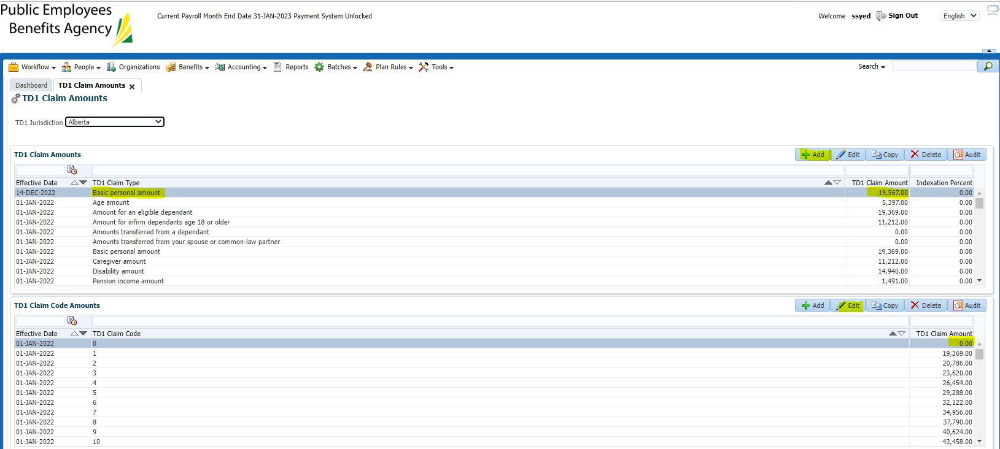 Public Employees
Benefits Agency
Current Payroll Month End Date 31-JAN-2023 Payment System Unlocked
Welcome ssyed Sign Out English
Workflow People Organizations Benefits Accounting Reports Batches Plan Rules Tools Search
Dashboard TD1 Claim Amounts
TD1 Claim Amounts
TD1 Jurisdiction Alberta
TD1 Claim Amounts Add Edit Copy Delete Audit
Effective Date TD1 Claim Type TD1 Claim Amount Indexation Percent
14-DEC-2022 Basic personal amount 19,567.00 0.00
01-JAN-2022 Age amount 5,397.00 0.00
01-JAN-2022 Amount for an eligible dependant 19,369.00 0.00
01-JAN-2022 Amount for infirm dependants age 18 or older 11,212.00 0.00
01-JAN-2022 Amounts transferred from a dependant 0.00 0.00
01-JAN-2022 Amounts transferred from your spouse or common-law partner 0.00 0.00
01-JAN-2022 Basic personal amount 19,369.00 0.00
01-JAN-2022 Caregiver amount 11,212.00 0.00
01-JAN-2022 Disability amount 14,940.00 0.00
01-JAN-2022 Pension income amount 1,491.00 0.00
TD1 Claim Code Amounts Add Edit Copy Delete Audit
Effective Date TD1 Claim Code TD1 Claim Amount
01-JAN-2022 0 0.00
01-JAN-2022 1 19,369.00
01-JAN-2022 2 20,786.00
01-JAN-2022 3 23,620.00
01-JAN-2022 4 26,454.00
01-JAN-2022 5 29,288.00
01-JAN-2022 6 32,122.00
01-JAN-2022 7 34,956.00
01-JAN-2022 8 37,790.00
01-JAN-2022 9 40,624.00
01-JAN-2022 10 43,458.00